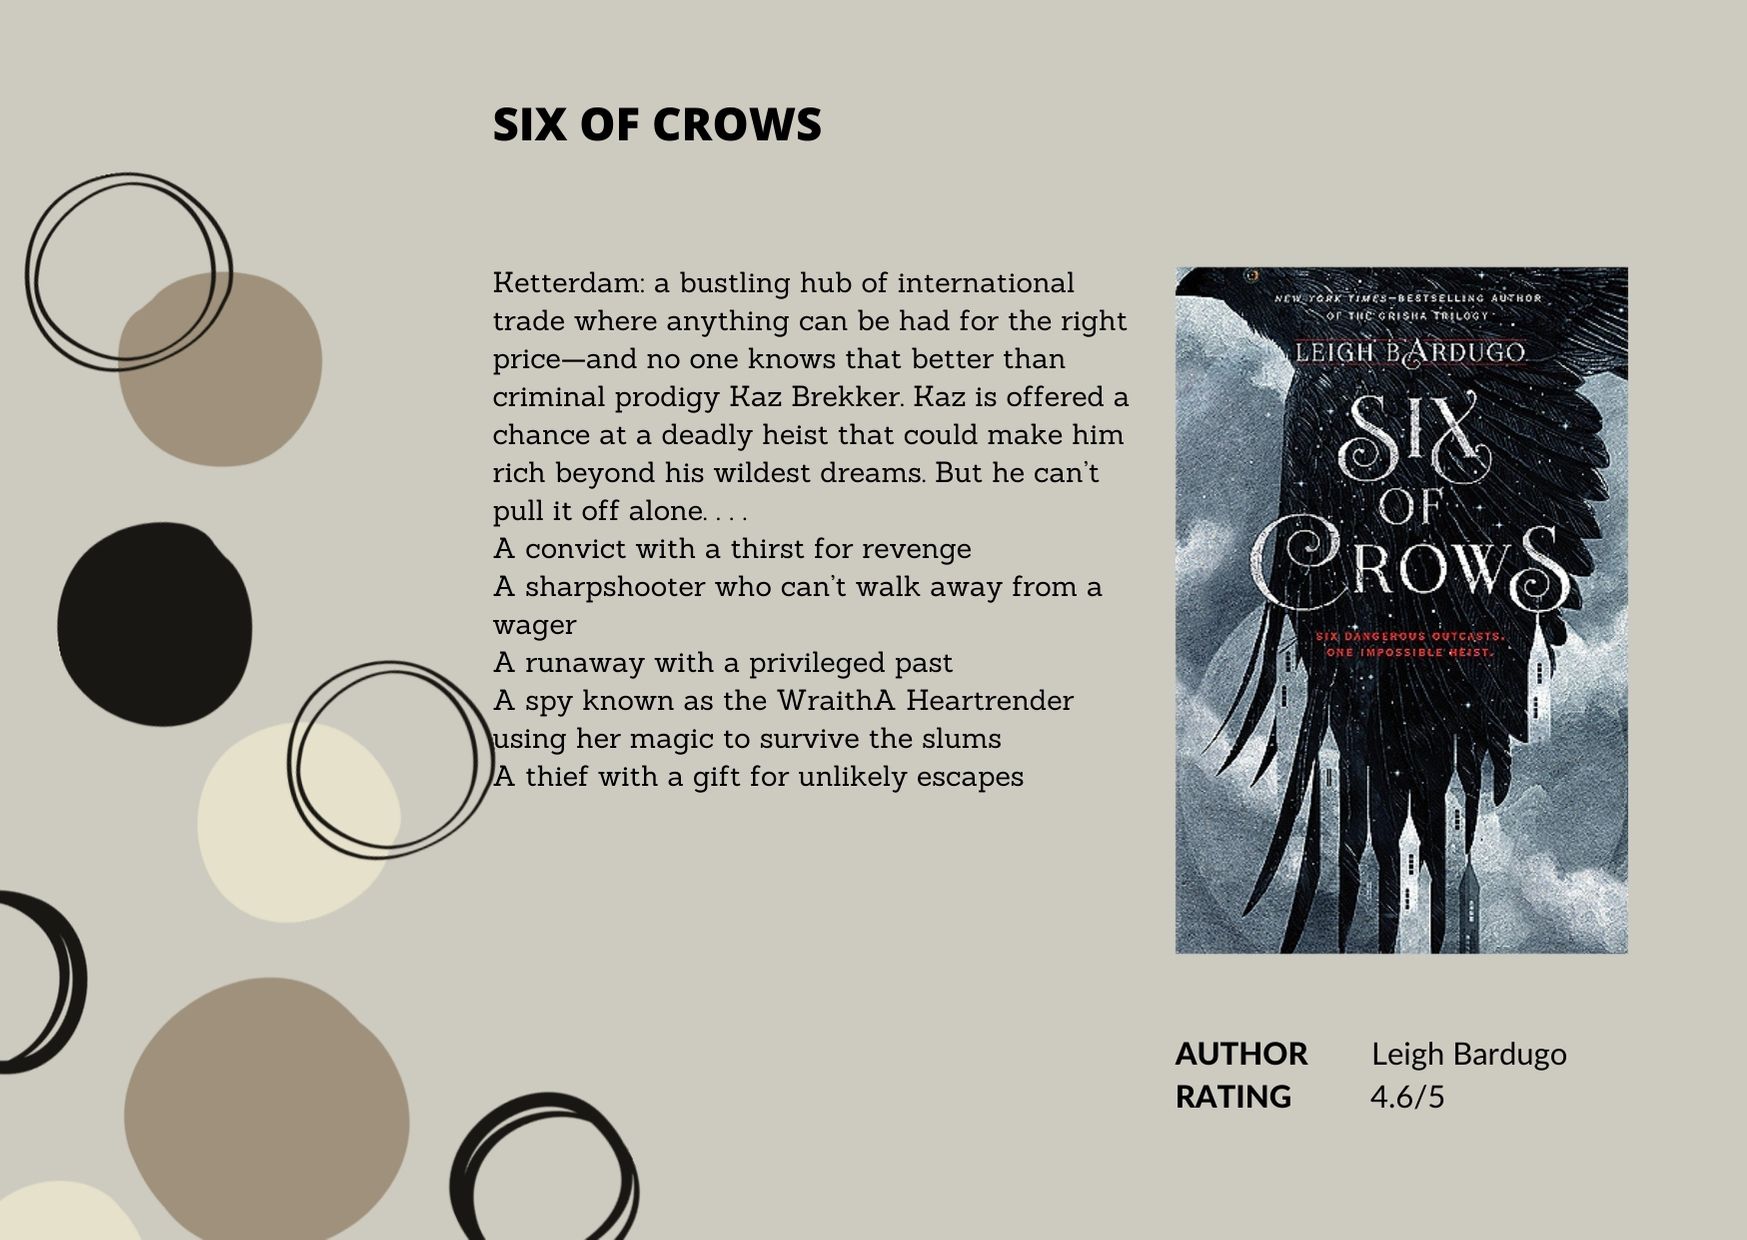 SIX OF CROWS
Ketterdam: a bustling hub of international
trade where anything can be had for the right
price—and no one knows that better than
criminal prodigy Kaz Brekker. Kaz is offered a
chance at a deadly heist that could make him
rich beyond his wildest dreams. But he can’t
pull it off alone. . . .
A convict with a thirst for revenge
A sharpshooter who can’t walk away from a
wager
A runaway with a privileged past
A spy known as the WraithA Heartrender
using her magic to survive the slums
A thief with a gift for unlikely escapes
NEW YORK TIMES—BESTSELLING AUTHOR
OF THE GRISHA TRILOGY
LEIGH BARDUGO
SIX
OF
CROWS
SIX DANGEROUS OUTCASTS.
ONE IMPOSSIBLE HEIST.
AUTHOR Leigh Bardugo
RATING 4.6/5